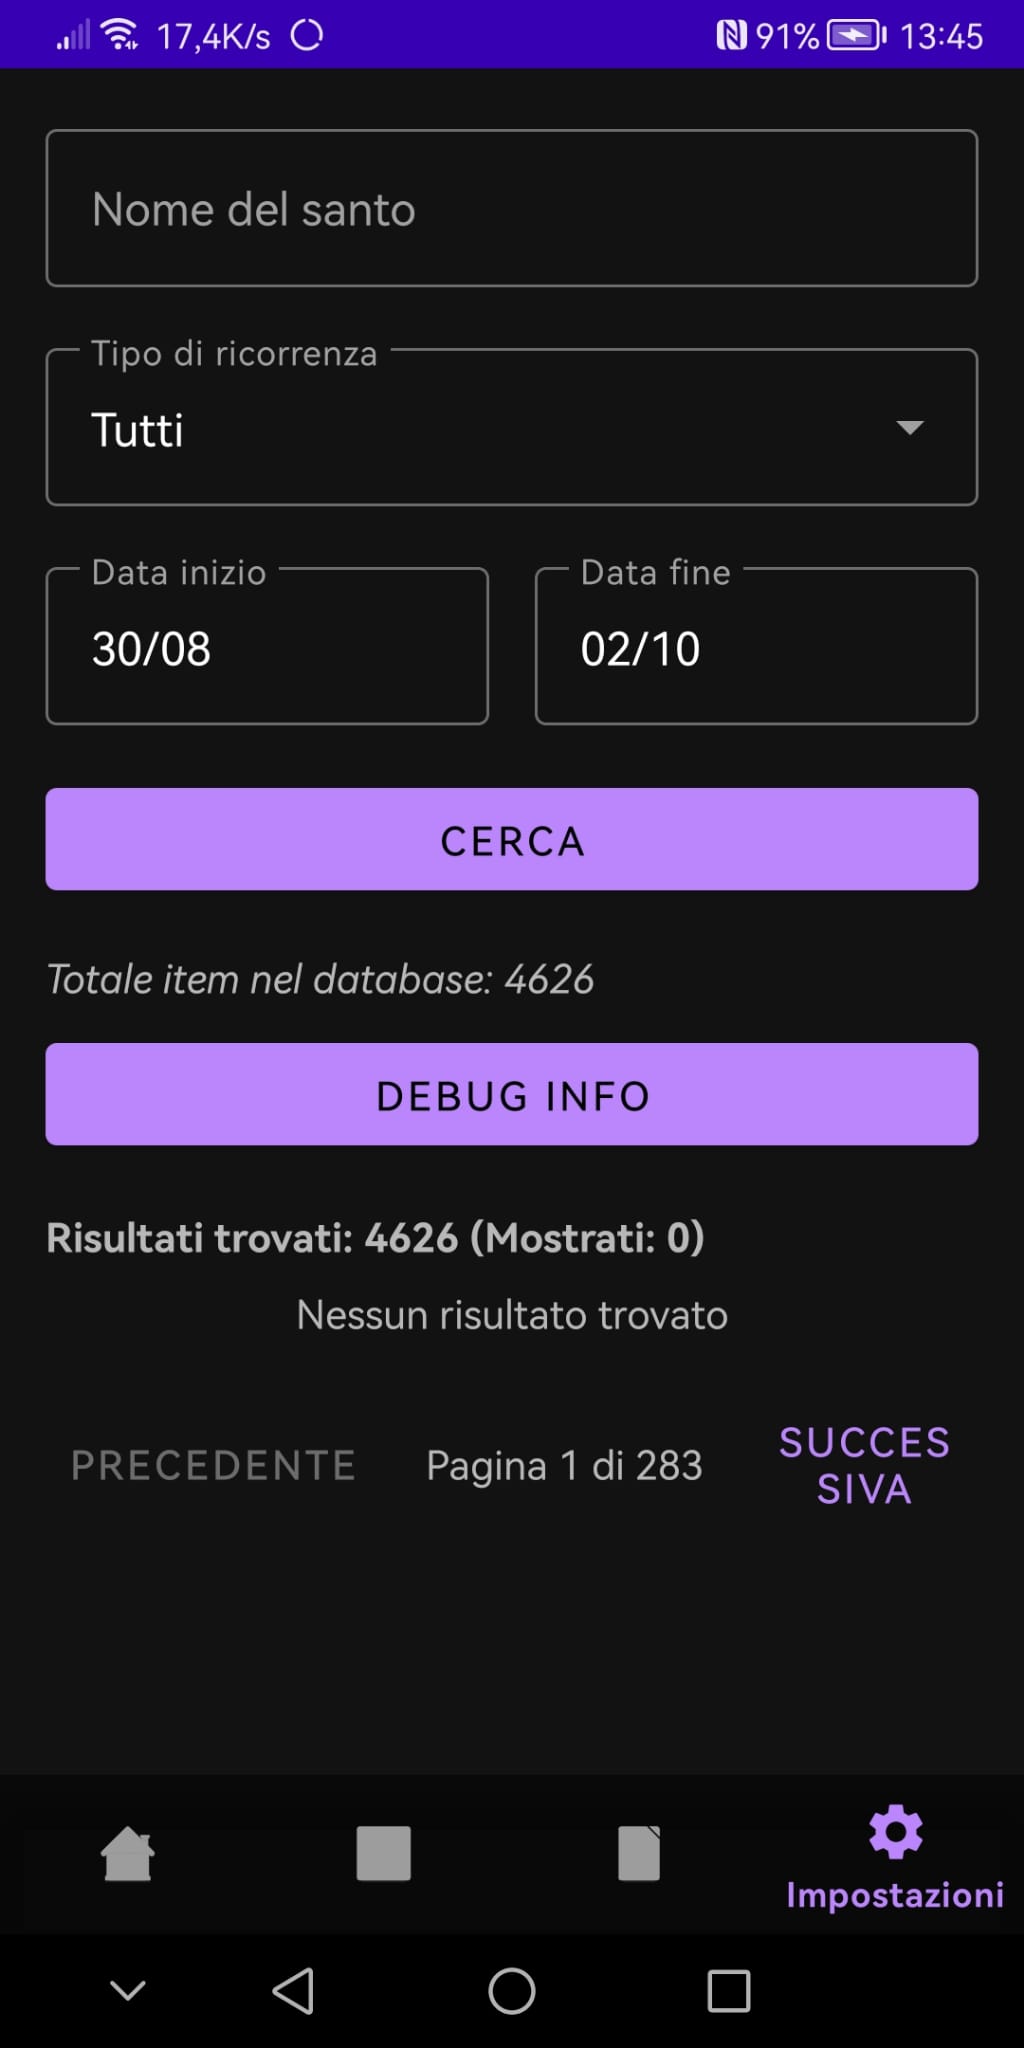 17,4K/s 91% 13:45
Nome del santo
Tipo di ricorrenza
Tutti
Data inizio Data fine
30/08 02/10
CERCA
Totale item nel database: 4626
DEBUG INFO
Risultati trovati: 4626 (Mostrati: 0)
Nessun risultato trovato
PRECEDENTE Pagina 1 di 283 SUCCES
SIVA
Impostazioni